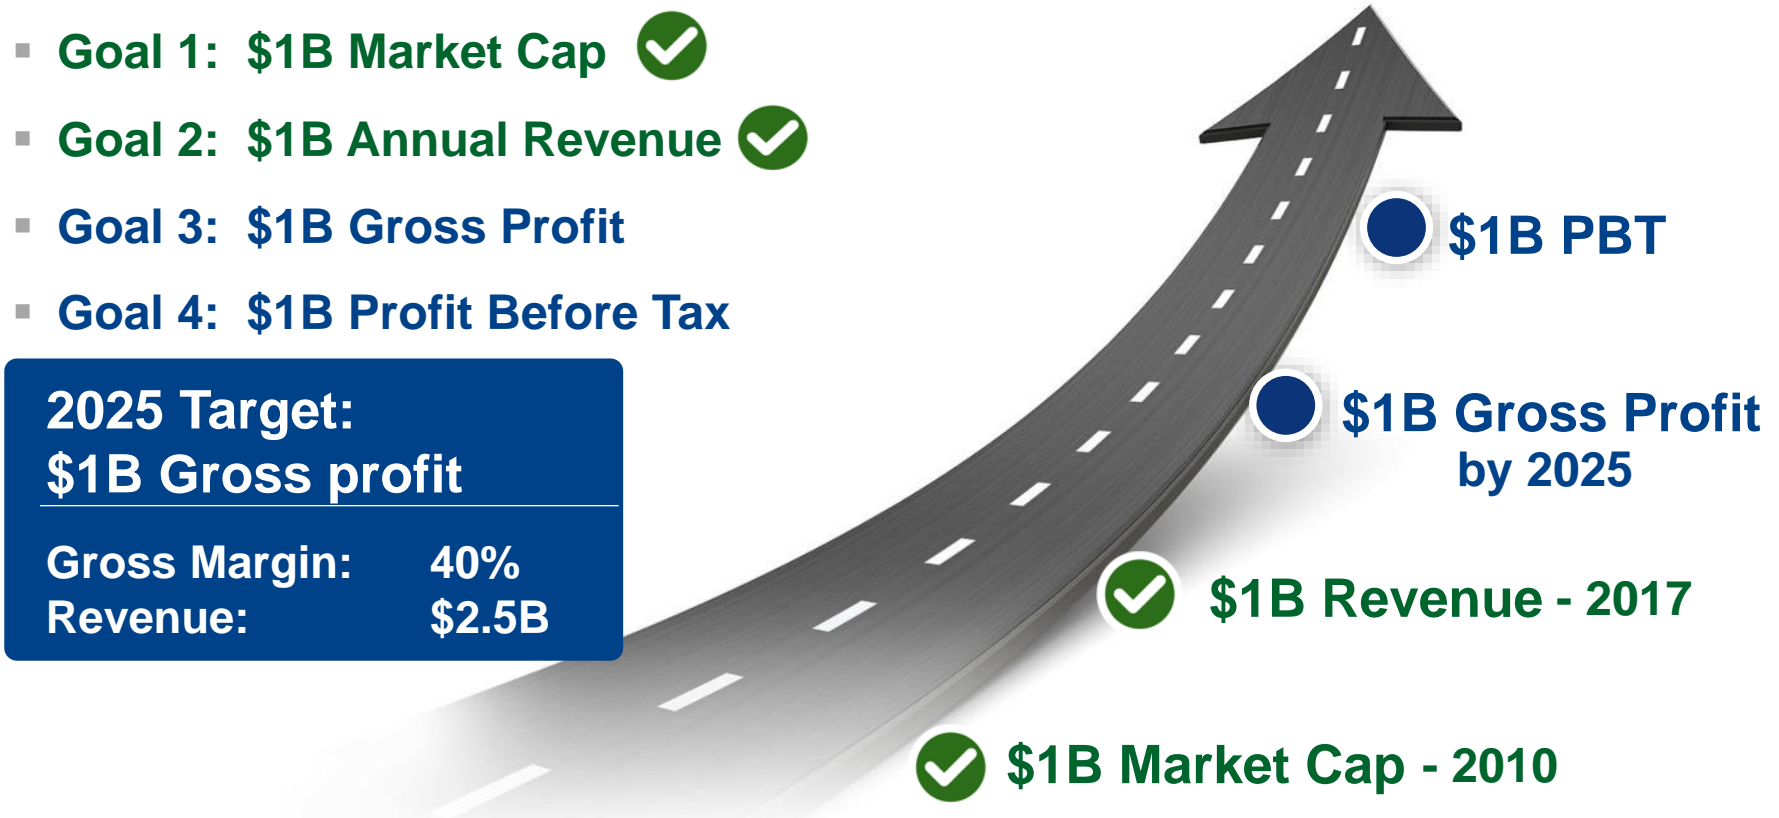 Goal 1: $1B Market Cap
Goal 2: $1B Annual Revenue
Goal 3: $1B Gross Profit
Goal 4: $1B Profit Before Tax
2025 Target:
$1B Gross profit
Gross Margin: 40%
Revenue: $2.5B
$1B PBT
$1B Gross Profit
by 2025
$1B Revenue - 2017
$1B Market Cap - 2010